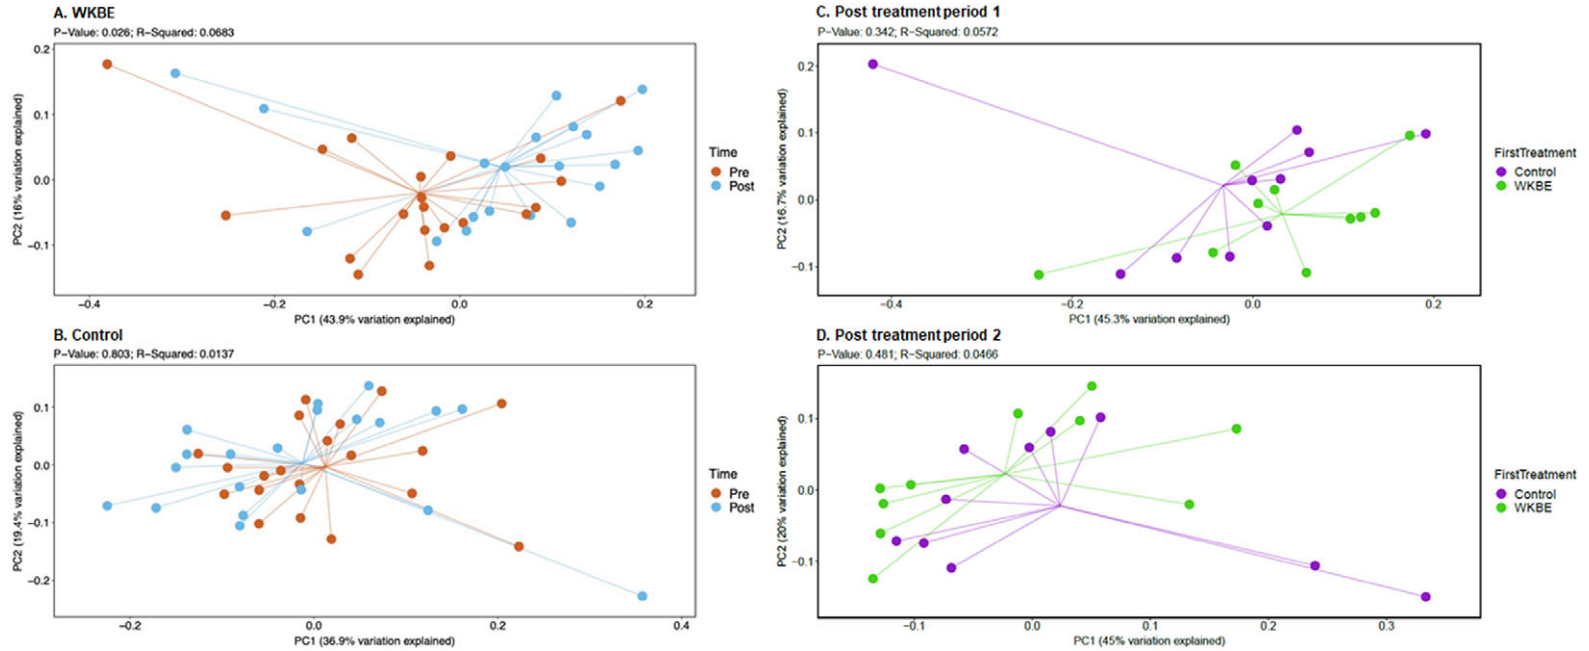 A. WKBE
P-Value: 0.026; R-Squared: 0.0683
0.2
0.1
0.0
−0.1
PC2 (16% variation explained)
−0.4
−0.2
0.0
0.2
PC1 (43.9% variation explained)
Time
Pre
Post
B. Control
P-Value: 0.803; R-Squared: 0.0137
0.1
0.0
−0.1
−0.2
PC2 (19.4% variation explained)
−0.2
0.0
0.2
0.4
PC1 (36.9% variation explained)
Time
Pre
Post
C. Post treatment period 1
P-Value: 0.342; R-Squared: 0.0572
0.2
0.1
0.0
−0.1
PC2 (16.7% variation explained)
−0.4
−0.2
0.0
0.2
PC1 (45.3% variation explained)
FirstTreatment
Control
WKBE
D. Post treatment period 2
P-Value: 0.481; R-Squared: 0.0466
0.1
0.0
−0.1
PC2 (20% variation explained)
−0.1
0.0
0.1
0.2
0.3
PC1 (45% variation explained)
FirstTreatment
Control
WKBE